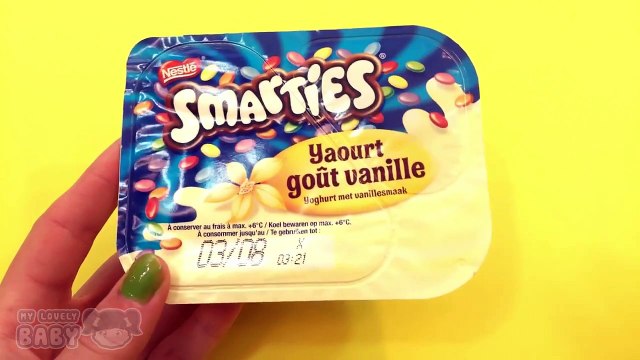 Nestlé
SMARTIES®
Yaourt
goût vanille
Yoghurt met vanillesmaak
À conserver au frais à max. +6°C / Koel bewaren op max. +6°C.
À consommer jusqu'au / Te gebruiken tot :
03/08 X
03:21
MY LOVELY
BABY